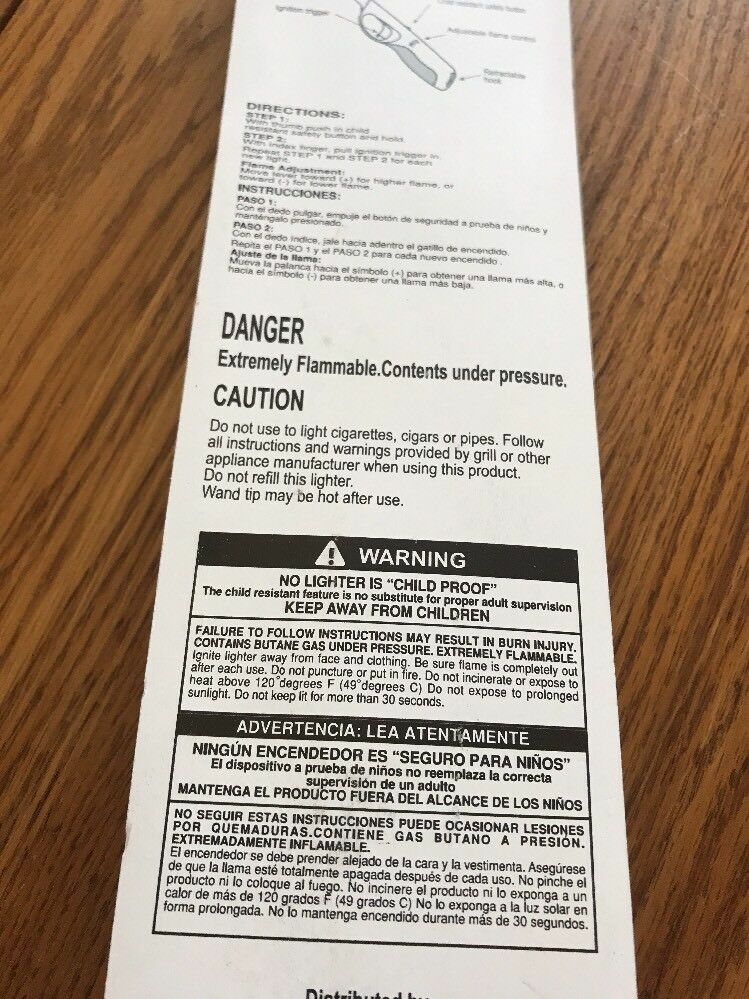 Ignition trigger
Child resistant safety button
Adjustable flame control
Retractable
hook
DIRECTIONS:
STEP 1:
With thumb push in child
resistant safety button and hold.
STEP 2:
With index finger, pull ignition trigger in.
Repeat STEP 1 and STEP 2 for each
new light.
Flame Adjustment:
Move lever toward (+) for higher flame, or
toward (-) for lower flame.
INSTRUCCIONES:
PASO 1:
Con el dedo pulgar, empuje el botón de seguridad a prueba de niños y
manténgalo presionado.
PASO 2:
Con el dedo índice, jale hacia adentro el gatillo de encendido.
Repita el PASO 1 y el PASO 2 para cada nuevo encendido.
Ajuste de la llama:
Mueva la palanca hacia el símbolo (+) para obtener una llama más alta, o
hacia el símbolo (-) para obtener una llama más baja.
DANGER
Extremely Flammable.Contents under pressure.
CAUTION
Do not use to light cigarettes, cigars or pipes. Follow
all instructions and warnings provided by grill or other
appliance manufacturer when using this product.
Do not refill this lighter.
Wand tip may be hot after use.
WARNING
NO LIGHTER IS “CHILD PROOF”
The child resistant feature is no substitute for proper adult supervision
KEEP AWAY FROM CHILDREN
FAILURE TO FOLLOW INSTRUCTIONS MAY RESULT IN BURN INJURY.
CONTAINS BUTANE GAS UNDER PRESSURE. EXTREMELY FLAMMABLE.
Ignite lighter away from face and clothing. Be sure flame is completely out
after each use. Do not puncture or put in fire. Do not incinerate or expose to
heat above 120°degrees F (49°degrees C) Do not expose to prolonged
sunlight. Do not keep lit for more than 30 seconds.
ADVERTENCIA: LEA ATENTAMENTE
NINGÚN ENCENDEDOR ES “SEGURO PARA NIÑOS”
El dispositivo a prueba de niños no reemplaza la correcta
supervisión de un adulto
MANTENGA EL PRODUCTO FUERA DEL ALCANCE DE LOS NIÑOS
NO SEGUIR ESTAS INSTRUCCIONES PUEDE OCASIONAR LESIONES
POR QUEMADURAS.CONTIENE GAS BUTANO A PRESIÓN.
EXTREMADAMENTE INFLAMABLE.
El encendedor se debe prender alejado de la cara y la vestimenta. Asegúrese
de que la llama esté totalmente apagada después de cada uso. No pinche el
producto ni lo coloque al fuego. No incinere el producto ni lo exponga a un
calor de más de 120 grados F (49 grados C) No lo exponga a la luz solar en
forma prolongada. No lo mantenga encendido durante más de 30 segundos.
Distributed by